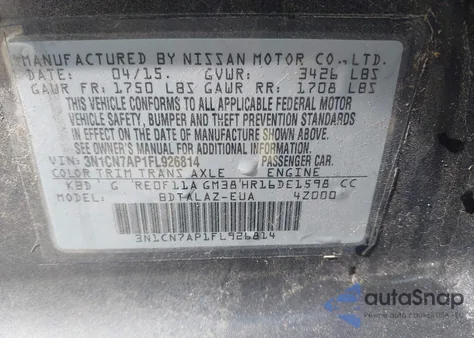 MANUFACTURED BY NISSAN MOTOR CO.,LTD.
DATE: 04/15. GVWR: 3426 LBS
GAWR FR: 1750 LBS GAWR RR: 1708 LBS
THIS VEHICLE CONFORMS TO ALL APPLICABLE FEDERAL MOTOR
VEHICLE SAFETY, BUMPER AND THEFT PREVENTION STANDARDS
IN EFFECT ON THE DATE OF MANUFACTURE SHOWN ABOVE.
SEE OWNER'S MANUAL FOR ADDITIONAL INFORMATION.
VIN: 3N1CN7AP1FL926814 PASSENGER CAR.
COLOR TRIM TRANS AXLE ENGINE
KBD G RE0F11A GM38 HR16DE1598 CC
MODEL: BDTALAZ-EUA 4Z000
3N1CN7AP1FL926814
autoSnap